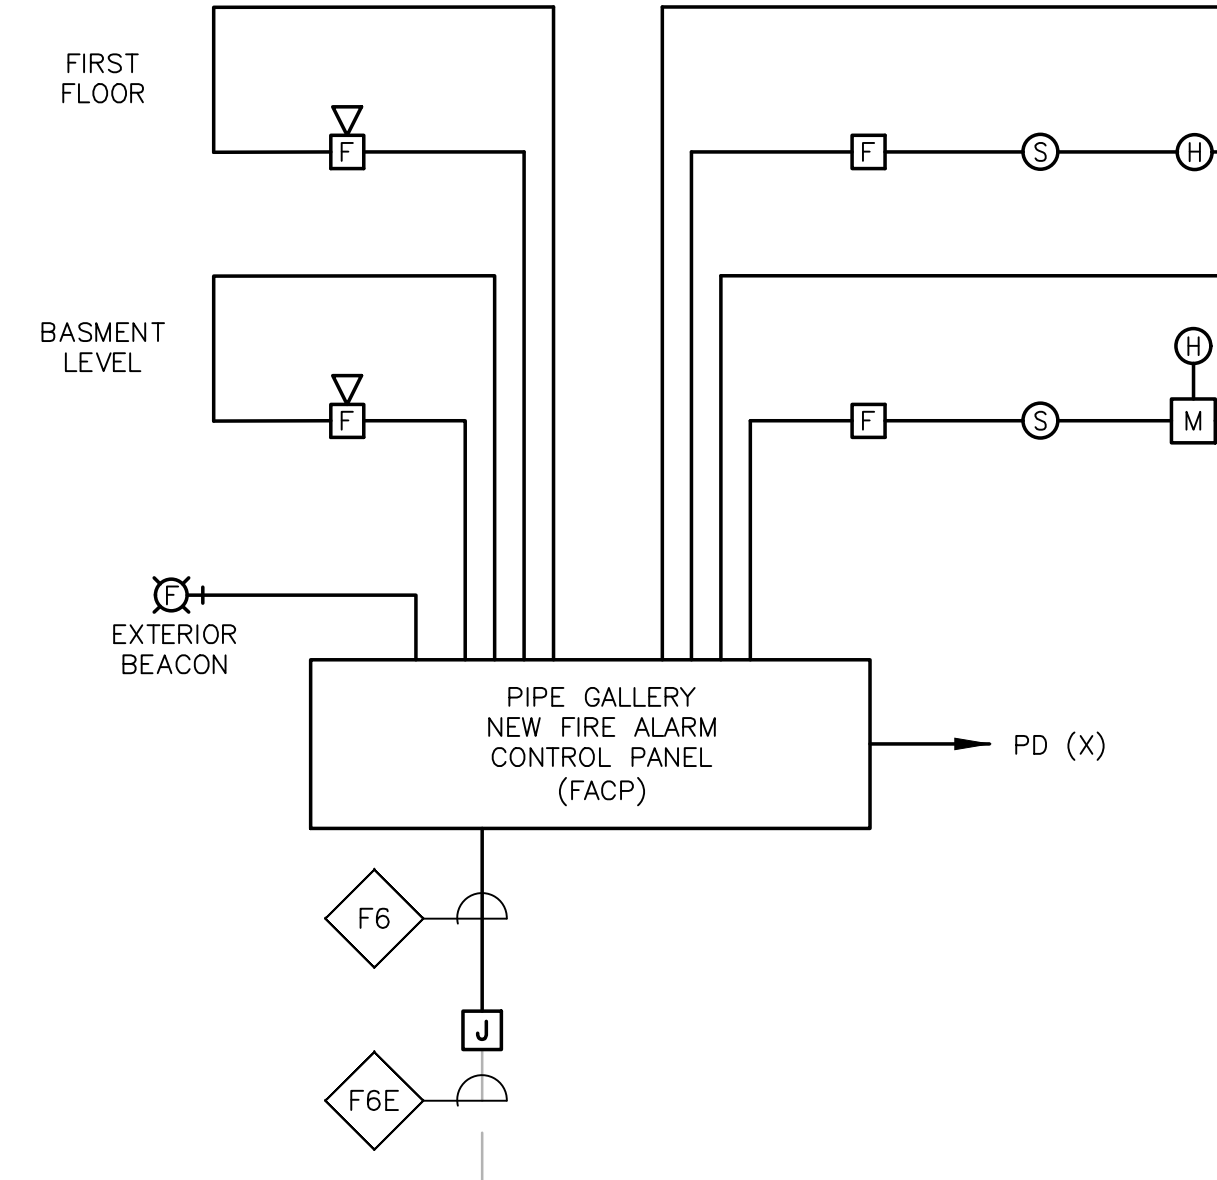 FIRST
FLOOR
F
F
S
H
BASMENT
LEVEL
F
F
S
H
M
F
EXTERIOR
BEACON
PIPE GALLERY
NEW FIRE ALARM
CONTROL PANEL
(FACP)
PD (X)
F6
J
F6E